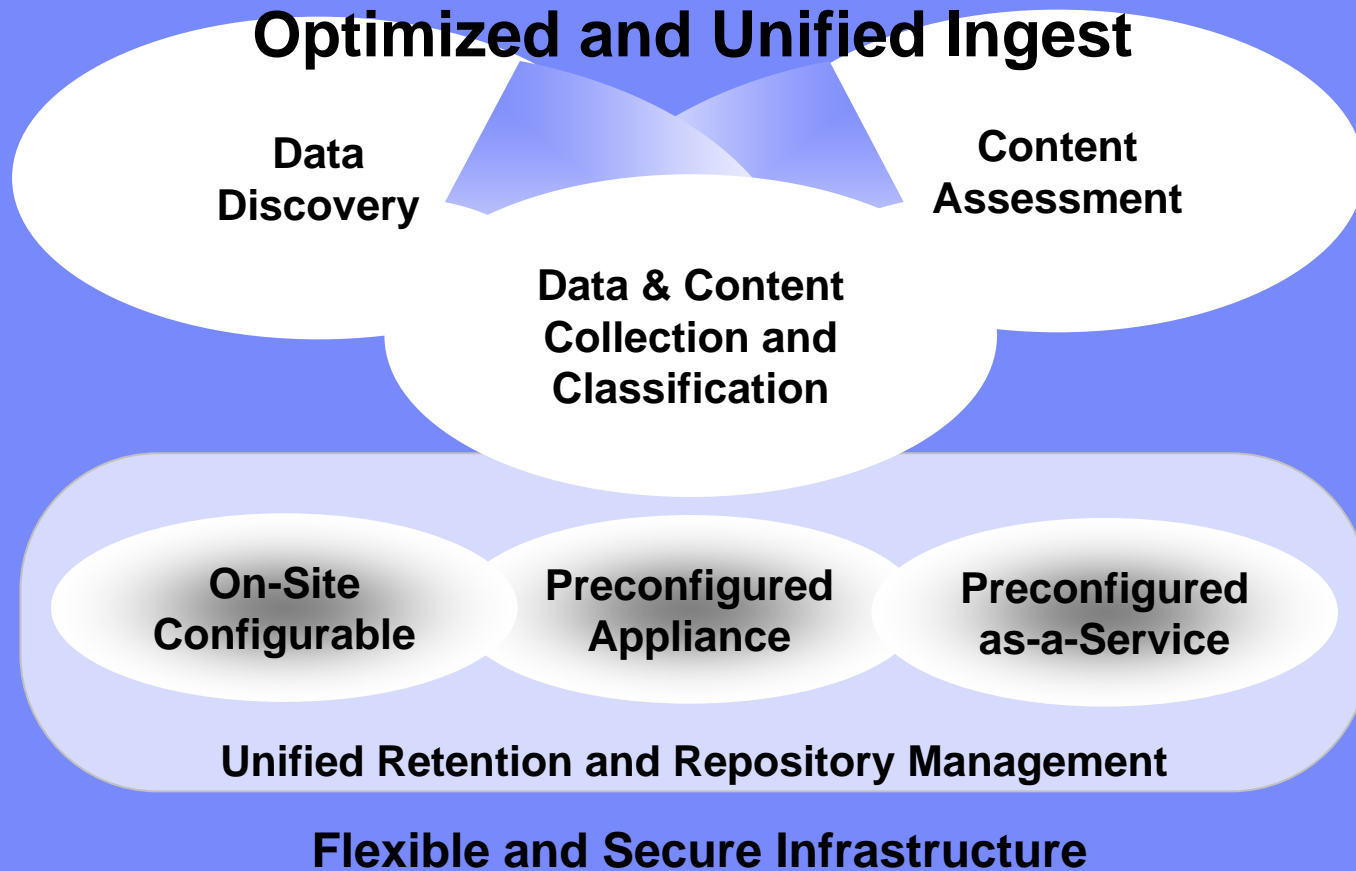 Optimized and Unified Ingest
Data
Discovery
Content
Assessment
Data & Content
Collection and
Classification
On-Site
Configurable
Preconfigured
Appliance
Preconfigured
as-a-Service
Unified Retention and Repository Management
Flexible and Secure Infrastructure